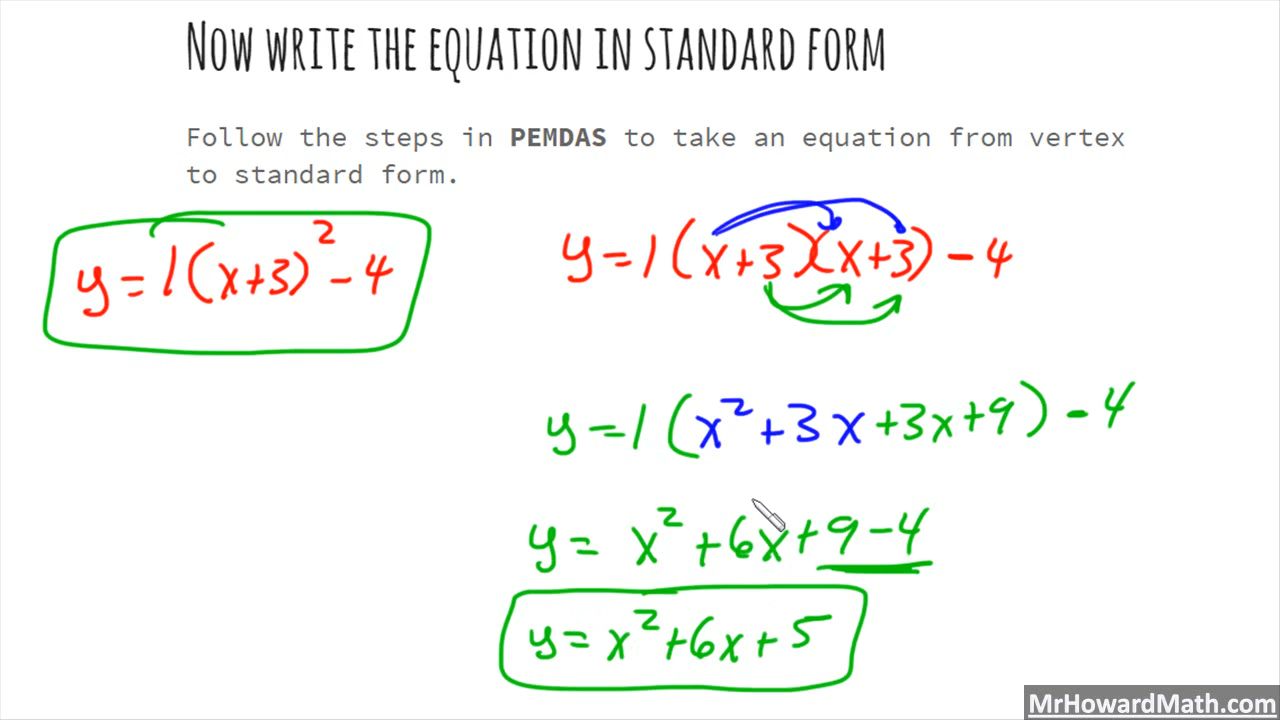 NOW WRITE THE EQUATION IN STANDARD FORM
Follow the steps in PEMDAS to take an equation from vertex
to standard form.
y = 1(x+3)² - 4
y = 1(x+3)(x+3) - 4
y = 1(x² + 3x + 3x + 9) - 4
y = x² + 6x + 9 - 4
y = x² + 6x + 5
MrHowardMath.com